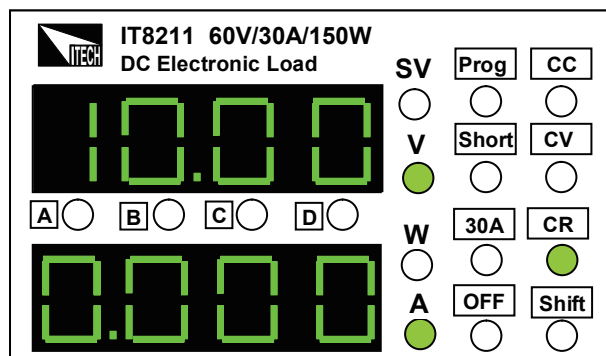 ITECH
IT8211 60V/30A/150W
DC Electronic Load
SV Prog CC
10.00
V Short CV
A B C D
W 30A CR
0.000
A OFF Shift